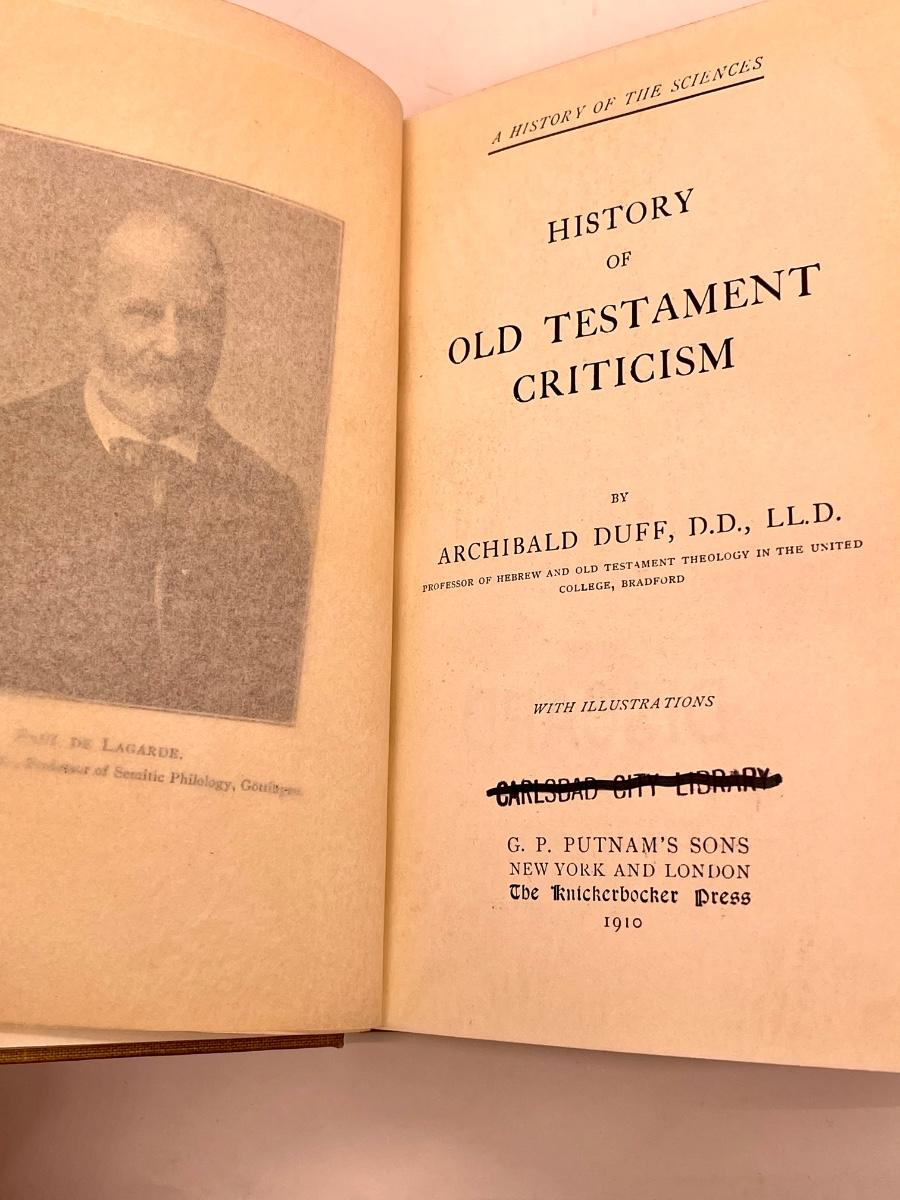 PAUL DE LAGARDE.
Professor of Semitic Philology, Göttingen.
A HISTORY OF THE SCIENCES
HISTORY
OF
OLD TESTAMENT
CRITICISM
BY
ARCHIBALD DUFF, D.D., LL.D.
PROFESSOR OF HEBREW AND OLD TESTAMENT THEOLOGY IN THE UNITED
COLLEGE, BRADFORD
WITH ILLUSTRATIONS
CARLSBAD CITY LIBRARY
G. P. PUTNAM'S SONS
NEW YORK AND LONDON
The Knickerbocker Press
1910